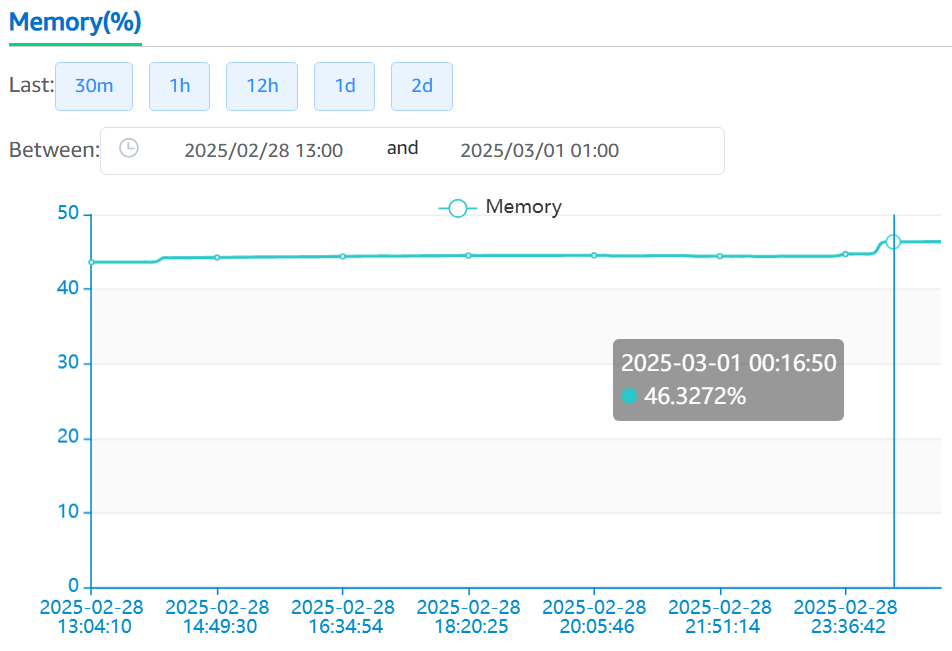 Memory(%)
Last: 30m 1h 12h 1d 2d
Between: 2025/02/28 13:00 and 2025/03/01 01:00
Memory
50
40
30
20
10
0
2025-03-01 00:16:50
46.3272%
2025-02-28 2025-02-28 2025-02-28 2025-02-28 2025-02-28 2025-02-28 2025-02-28
13:04:10 14:49:30 16:34:54 18:20:25 20:05:46 21:51:14 23:36:42